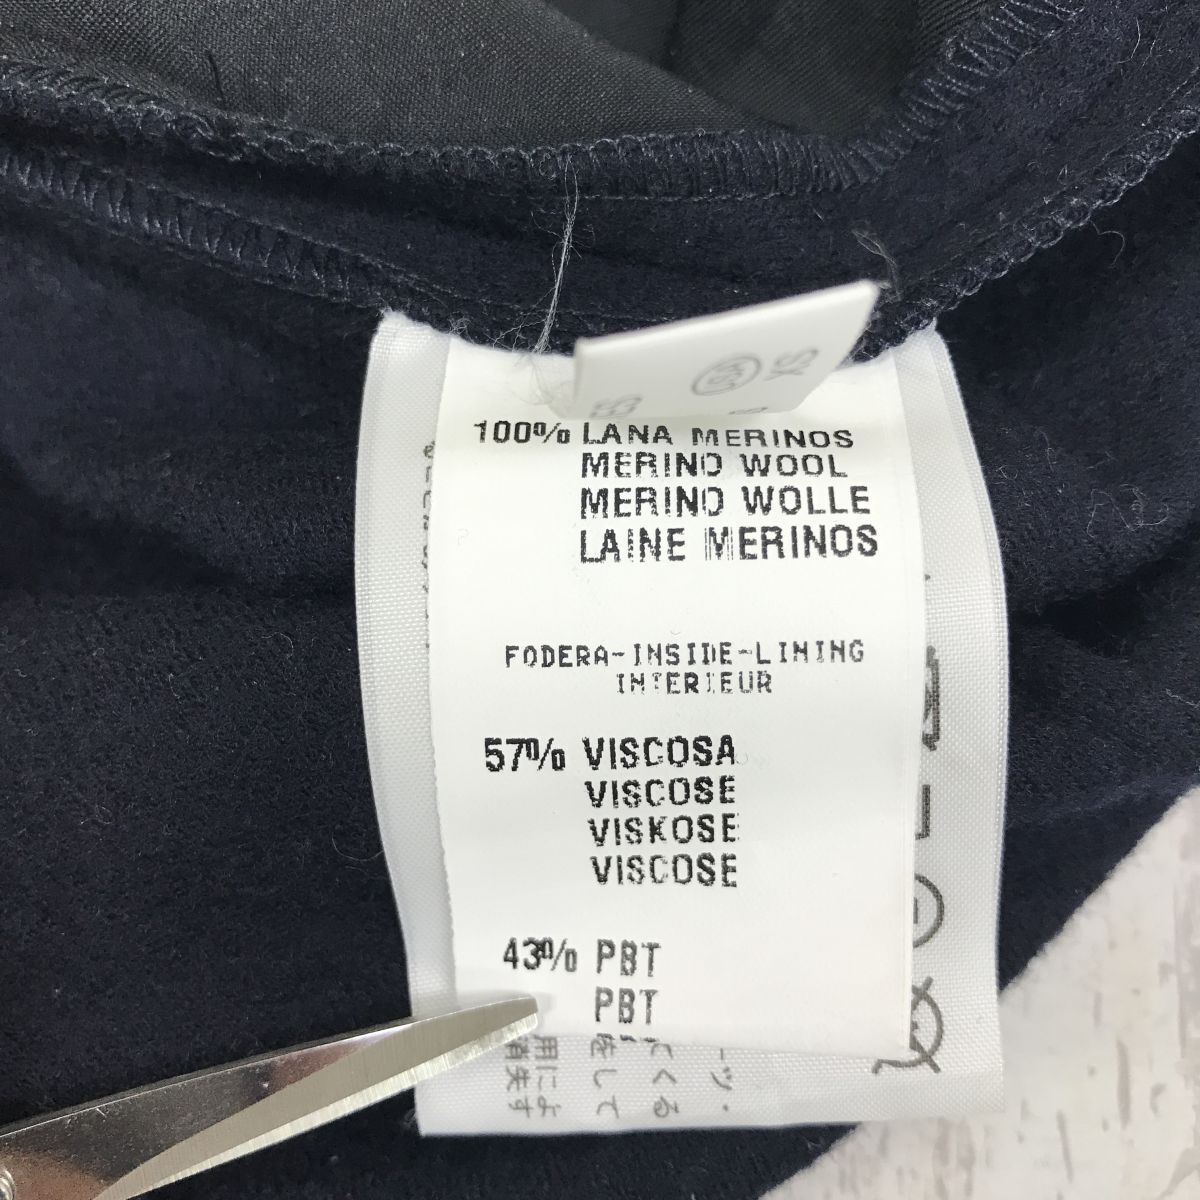 XS
100% LANA MERINOS
MERINO WOOL
MERINO WOLLE
LAINE MERINOS
FODERA-INSIDE-LINING
INTERIEUR
57% VISCOSA
VISCOSE
VISKOSE
VISCOSE
43% PBT
PBT